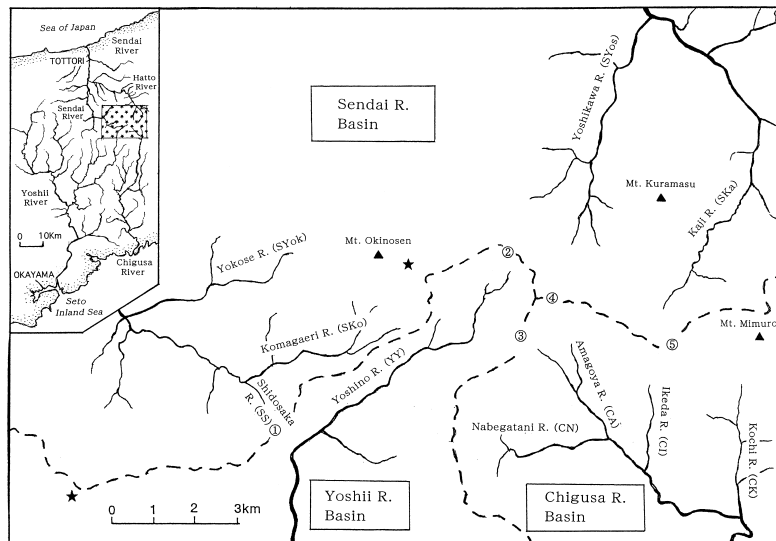 Sea of Japan
Sendai
River
TOTTORI
Hatto
River
Sendai
River
Yoshii
River
0 10Km
Chigusa
River
OKAYAMA
Seto
Inland Sea
Sendai R.
Basin
Yoshikawa R. (SYos)
Mt. Kuramasu
Kaji R. (SKa)
Mt. Okinosen
Yokose R. (SYok)
②
④
Komagaeri R. (SKo)
③
⑤
Mt. Mimuro
Yoshino R. (YY)
Shidosaka
R. (SS)
①
Amagoya R. (CA)
Ikeda R. (CI)
Kochi R. (CK)
Nabegatani R. (CN)
Yoshii R.
Basin
Chigusa R.
Basin
0 1 2 3km